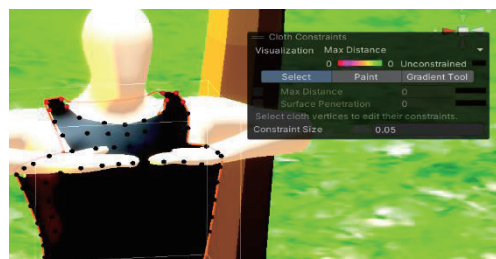 Cloth Constraints
Visualization Max Distance
0 0 Unconstrained
Select Paint Gradient Tool
Max Distance 0
Surface Penetration 0
Select cloth vertices to edit their constraints.
Constraint Size 0.05